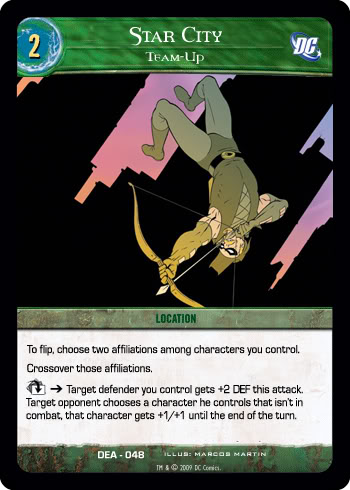 2
Star City
Team-Up
DC
LOCATION
To flip, choose two affiliations among characters you control.
Crossover those affiliations.
➔ Target defender you control gets +2 DEF this attack.
Target opponent chooses a character he controls that isn't in
combat, that character gets +1/+1 until the end of the turn.
DEA - 048 ILLUS: MARCOS MARTIN
TM & © 2009 DC Comics.